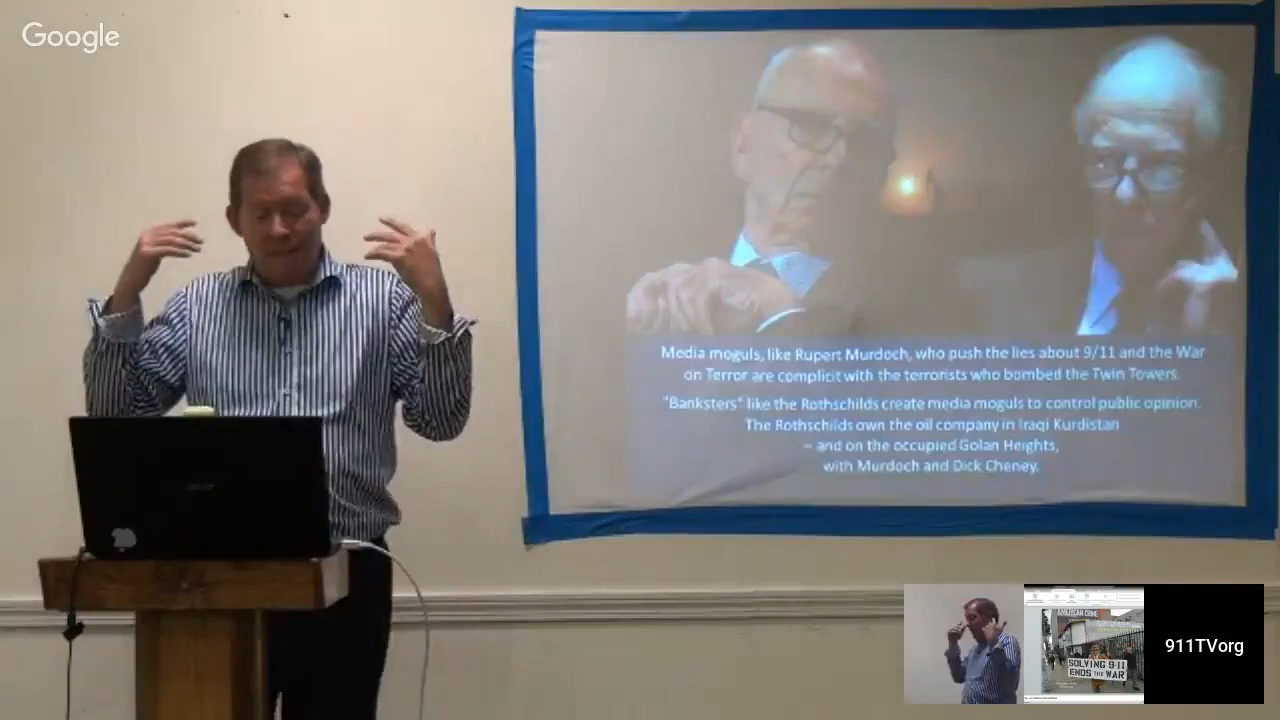 Google
Media moguls, like Rupert Murdoch, who push the lies about 9/11 and the War
on Terror are complicit with the terrorists who bombed the Twin Towers.
"Banksters" like the Rothschilds create media moguls to control public opinion.
The Rothschilds own the oil company in Iraqi Kurdistan
– and on the occupied Golan Heights,
with Murdoch and Dick Cheney.
acer
AMERICAN CRIME
SOLVING 9-11
ENDS THE WAR
911TVorg